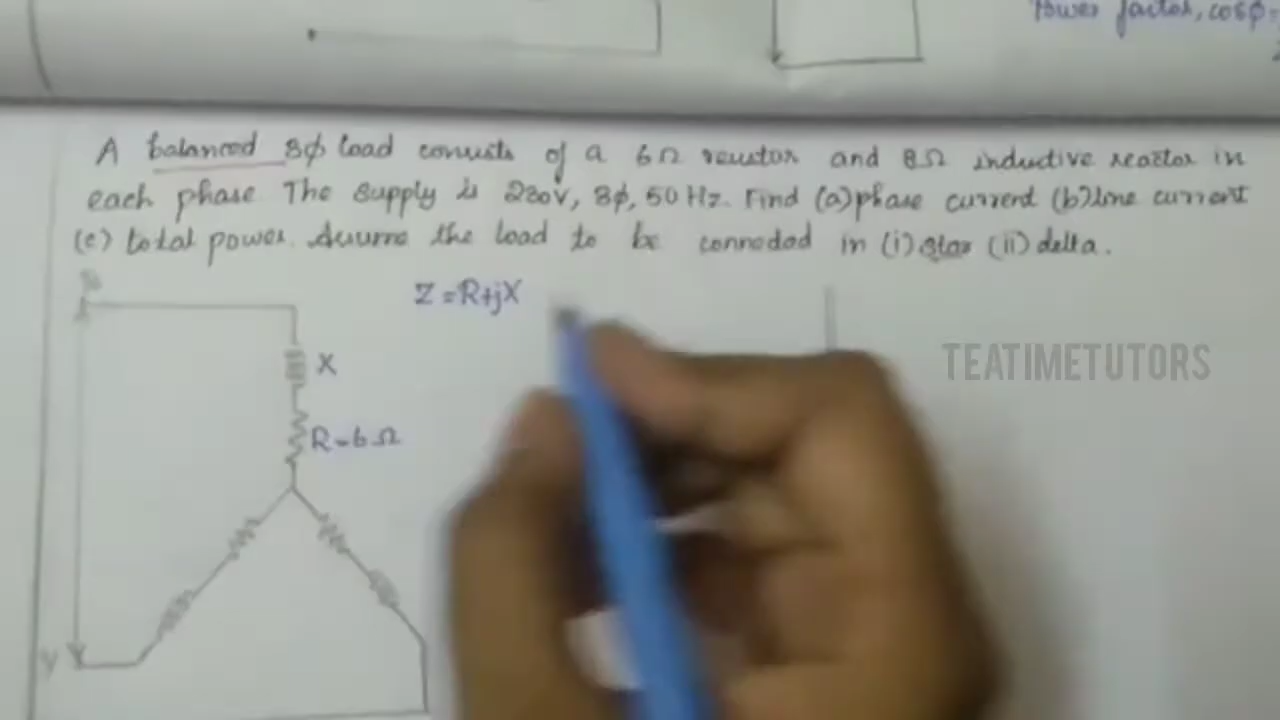 Power factor, cosφ =
A balanced 3φ load consists of a 6Ω resistor and 8Ω inductive reactor in
each phase The supply is 230V, 3φ, 50 Hz. Find (a) phase current (b) line current
(c) total power. Assume the load to be connected in (i) star (ii) delta.
Z = R+jX
X
R = 6Ω
Y
TEATIMETUTORS